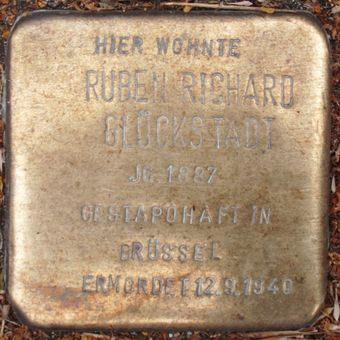 HIER WOHNTE
RUBEN RICHARD
GLÜCKSTADT
JG. 1887
GESTAPOHAFT IN
BRÜSSEL
ERMORDET 12.9.1940